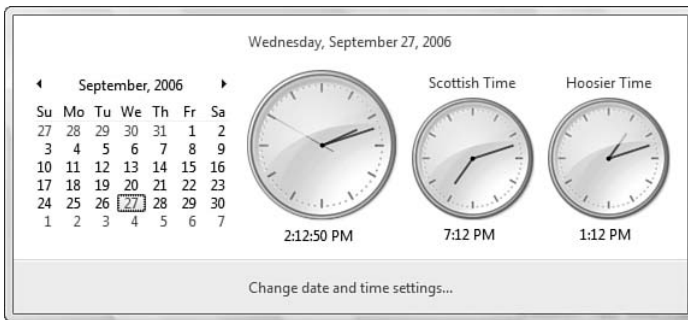 Wednesday, September 27, 2006
September, 2006
Su Mo Tu We Th Fr Sa
27 28 29 30 31 1 2
3 4 5 6 7 8 9
10 11 12 13 14 15 16
17 18 19 20 21 22 23
24 25 26 27 28 29 30
1 2 3 4 5 6 7
2:12:50 PM
Scottish Time
7:12 PM
Hoosier Time
1:12 PM
Change date and time settings...